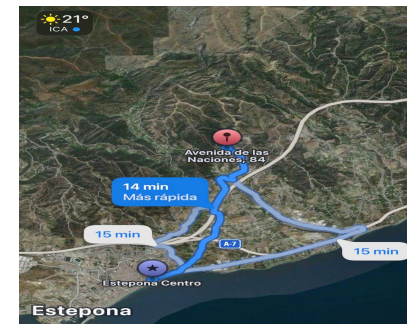 21°
ICA
Avenida de las
Naciones, 84
14 min
Más rápida
15 min
A-7
15 min
Estepona Centro
Estepona